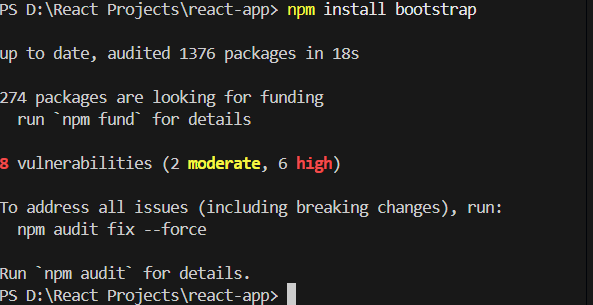 PS D:\React Projects\react-app> npm install bootstrap
up to date, audited 1376 packages in 18s
274 packages are looking for funding
run `npm fund` for details
8 vulnerabilities (2 moderate, 6 high)
To address all issues (including breaking changes), run:
npm audit fix --force
Run `npm audit` for details.
PS D:\React Projects\react-app>